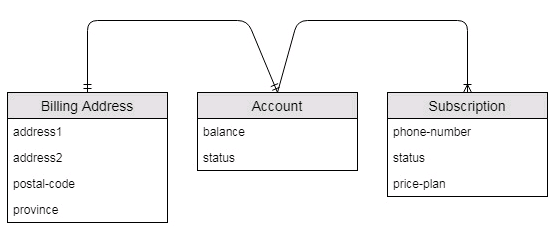 Billing Address
address1
address2
postal-code
province
Account
balance
status
Subscription
phone-number
status
price-plan